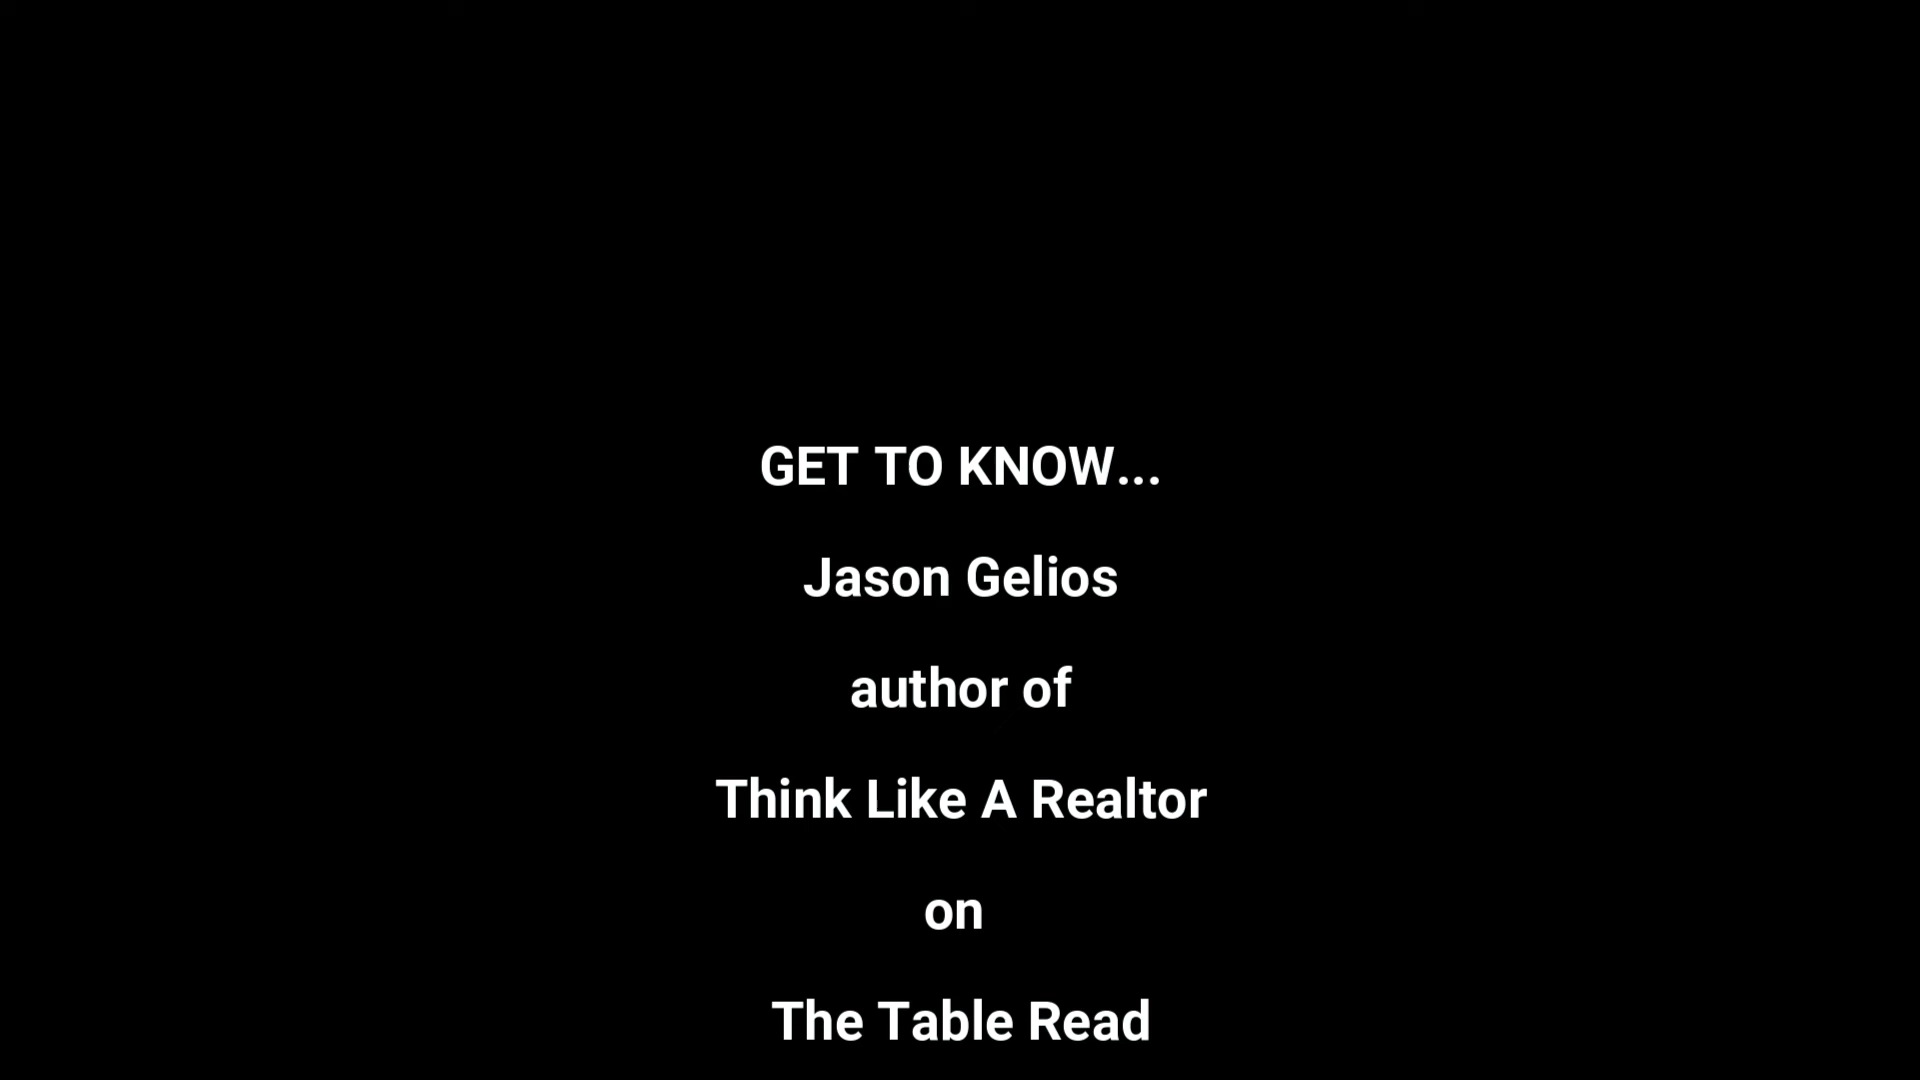 GET TO KNOW...
Jason Gelios
author of
Think Like A Realtor
on
The Table Read